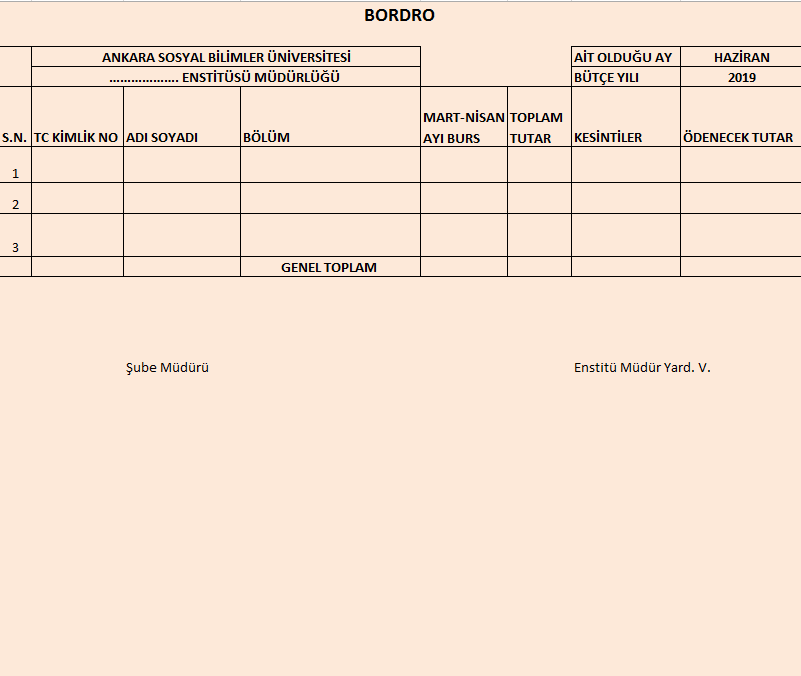 BORDRO
ANKARA SOSYAL BİLİMLER ÜNİVERSİTESİ AİT OLDUĞU AY HAZİRAN
................... ENSTİTÜSÜ MÜDÜRLÜĞÜ BÜTÇE YILI 2019
S.N. TC KİMLİK NO ADI SOYADI BÖLÜM MART-NİSAN AYI BURS TOPLAM TUTAR KESİNTİLER ÖDENECEK TUTAR
1
2
3
GENEL TOPLAM
Şube Müdürü Enstitü Müdür Yard. V.